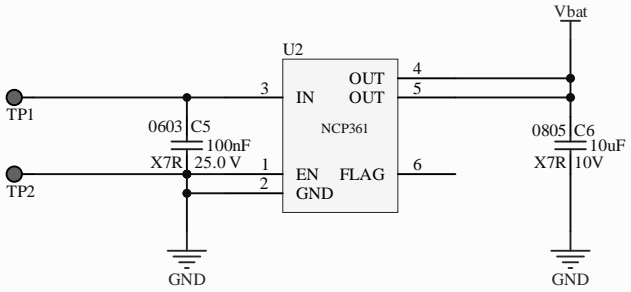 Vbat
U2
4
OUT
5
3
IN
OUT
TP1
0603 C5
NCP361
0805 C6
100nF
10uF
X7R 25.0 V
1
EN
FLAG
6
X7R 10V
TP2
2
GND
GND
GND